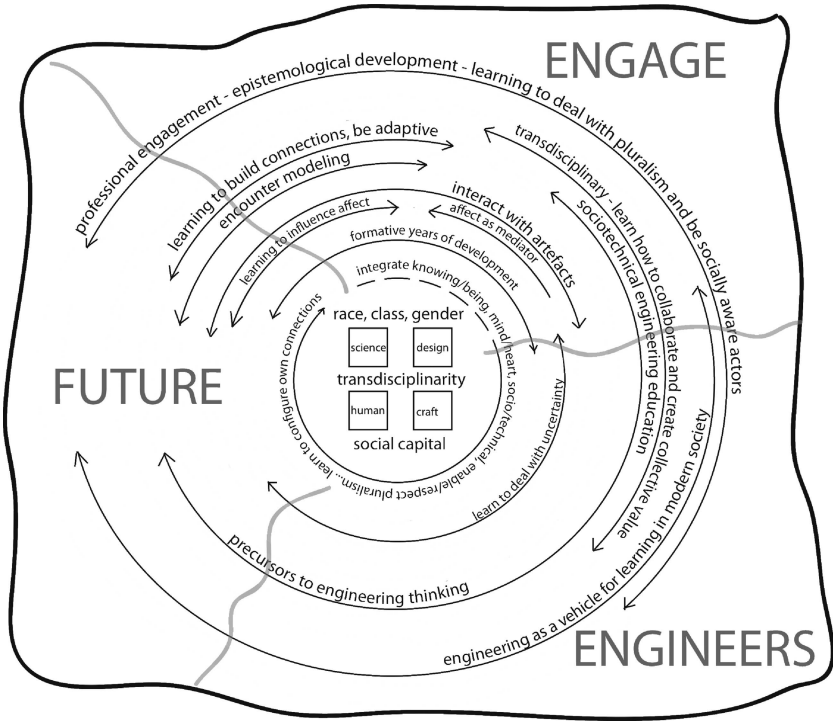 ENGAGE
professional engagement - epistemological development - learning to deal with pluralism and be socially aware actors
learning to build connections, be adaptive
transdisciplinary - learn how to collaborate and create collective value
encounter modeling
sociotechnical engineering education
interact with artefacts
learning to influence affect
affect as mediator
formative years of development
integrate knowing/being, mind/heart, socio/technical, enable/respect pluralism... learn to configure own connections
race, class, gender
science
design
transdisciplinarity
human
craft
social capital
FUTURE
learn to deal with uncertainty
precursors to engineering thinking
engineering as a vehicle for learning in modern society
ENGINEERS